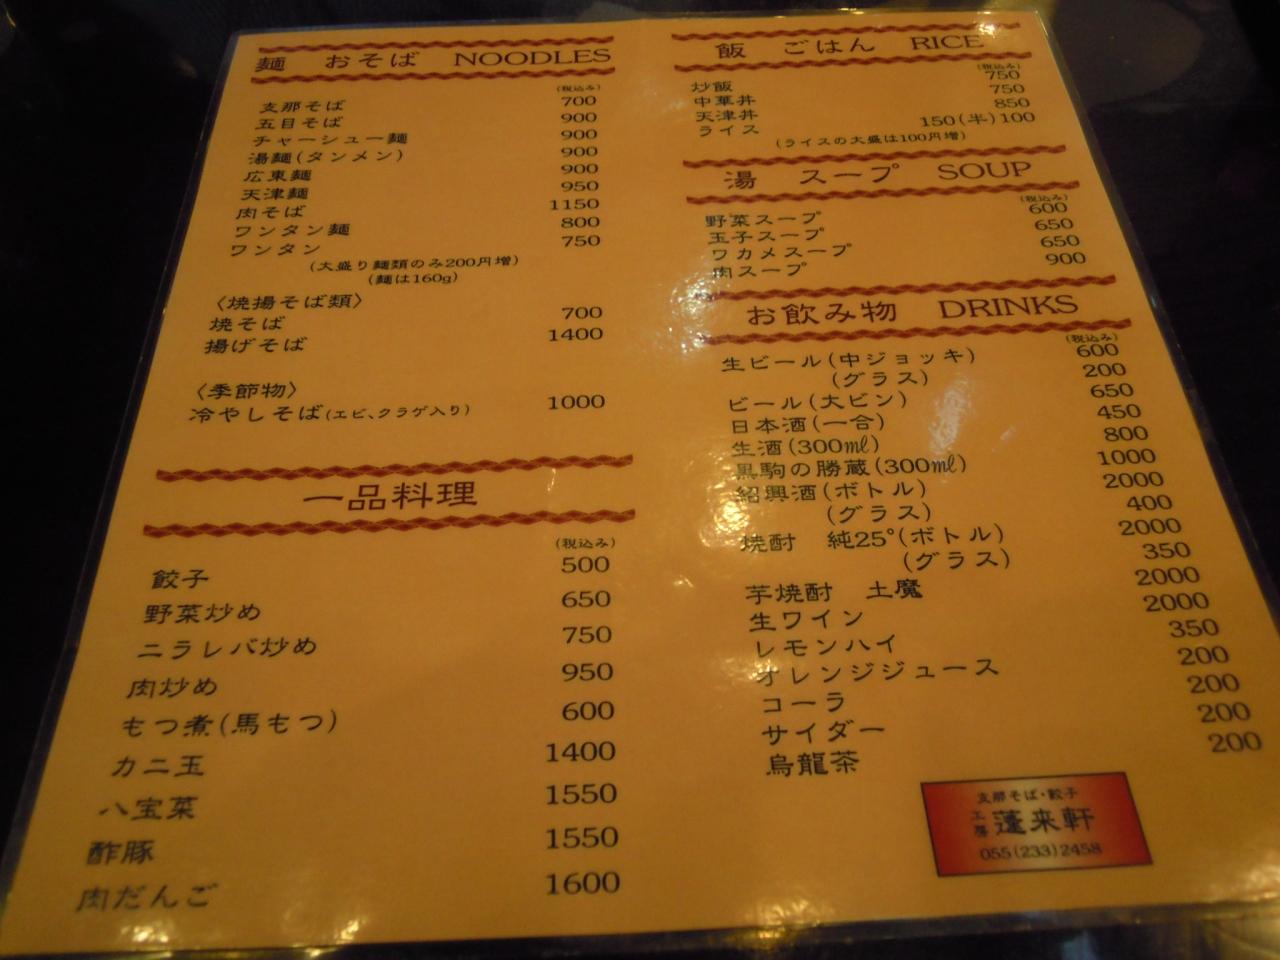 麺 おそば NOODLES
(税込み)
支那そば 700
五目そば 900
チャーシュー麺 900
湯麺(タンメン) 900
広東麺 900
天津麺 950
肉そば 1150
ワンタン麺 800
ワンタン 750
(大盛り麺類のみ200円増)
(麺は160g)
〈焼揚そば類〉
焼そば 700
揚げそば 1400
〈季節物〉
冷やしそば(エビ、クラゲ入り) 1000
一品料理
(税込み)
餃子 500
野菜炒め 650
ニラレバ炒め 750
肉炒め 950
もつ煮(馬もつ) 600
カニ玉 1400
八宝菜 1550
酢豚 1550
肉だんご 1600
飯 ごはん RICE
(税込み)
炒飯 750
中華丼 750
天津丼 850
ライス 150(半)100
(ライスの大盛は100円増)
湯 スープ SOUP
(税込み)
野菜スープ 600
玉子スープ 650
ワカメスープ 650
肉スープ 900
お飲み物 DRINKS
(税込み)
生ビール(中ジョッキ) 600
(グラス) 200
ビール(大ビン) 650
日本酒(一合) 450
生酒(300㎖) 800
黒駒の勝蔵(300㎖) 1000
紹興酒(ボトル) 2000
(グラス) 400
焼酎 純25°(ボトル) 2000
(グラス) 350
芋焼酎 土魔 2000
生ワイン 2000
レモンハイ 350
オレンジジュース 200
コーラ 200
サイダー 200
烏龍茶 200
支那そば・餃子
工房 蓬来軒
055(233)2458